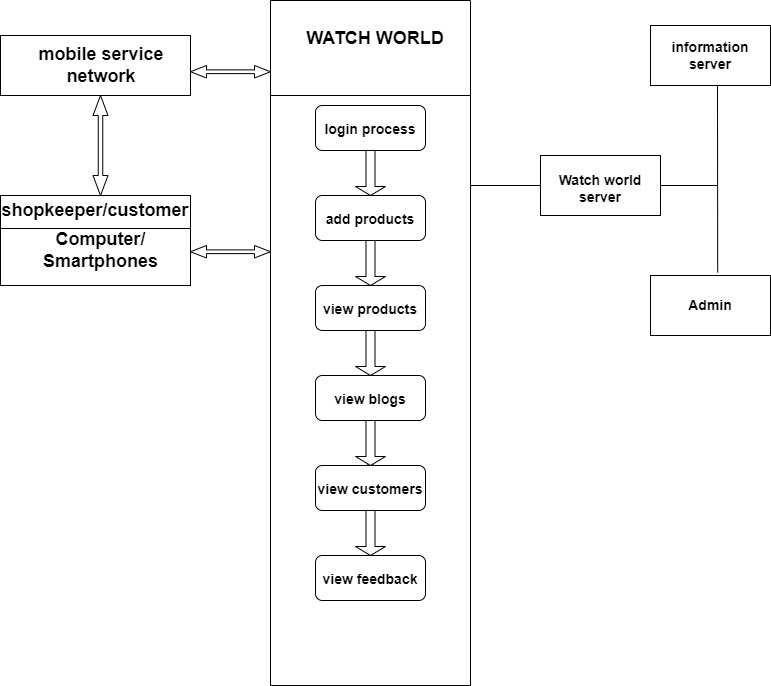 mobile service
network
shopkeeper/customer
Computer/
Smartphones
WATCH WORLD
login process
add products
view products
view blogs
view customers
view feedback
Watch world
server
information
server
Admin